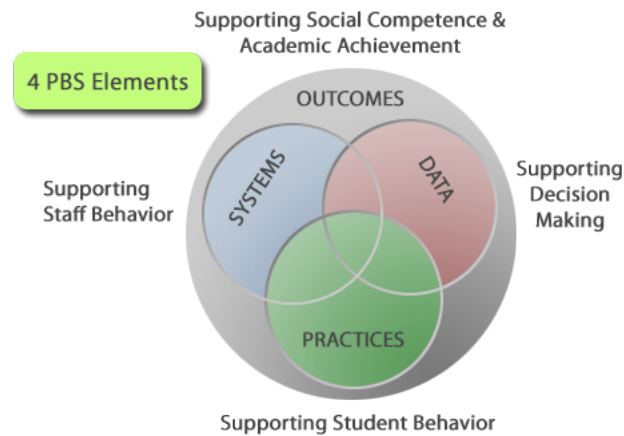 Supporting Social Competence &
Academic Achievement
4 PBS Elements
OUTCOMES
SYSTEMS
DATA
Supporting
Staff Behavior
Supporting
Decision
Making
PRACTICES
Supporting Student Behavior